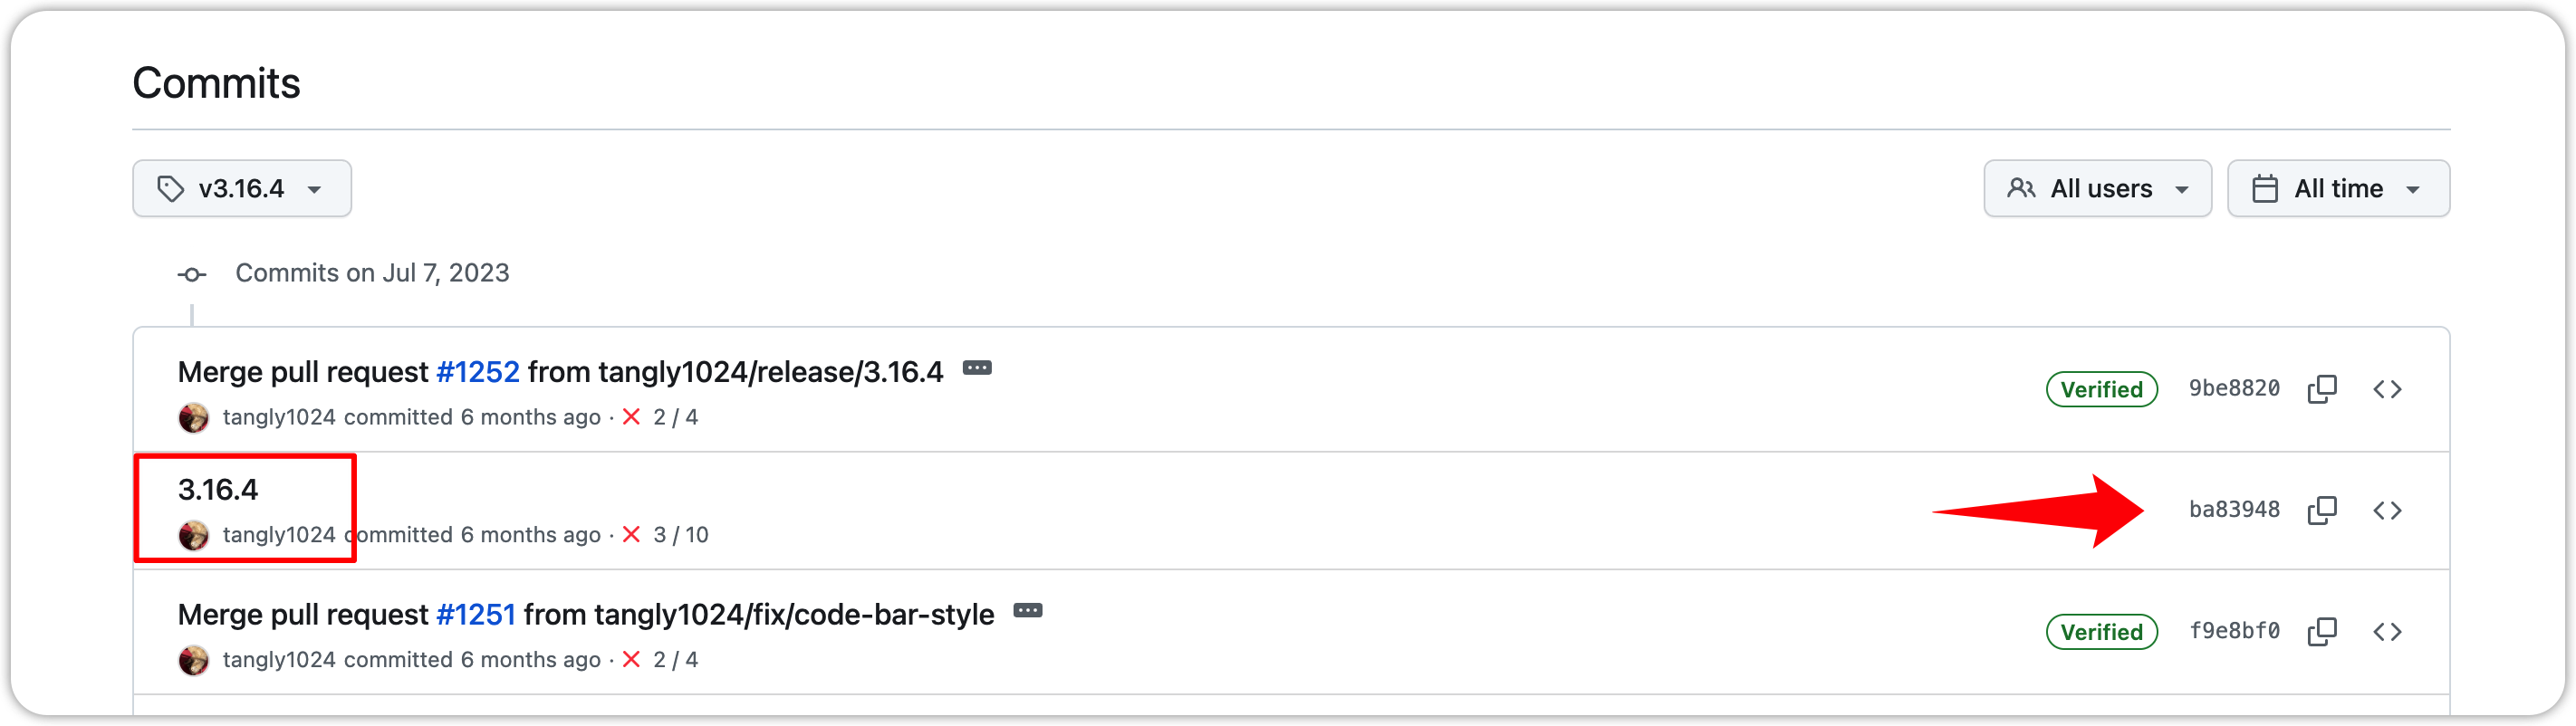 Commits
v3.16.4
All users
All time
Commits on Jul 7, 2023
Merge pull request #1252 from tangly1024/release/3.16.4
tangly1024 committed 6 months ago · 2 / 4
Verified
9be8820
3.16.4
tangly1024 committed 6 months ago · 3 / 10
ba83948
Merge pull request #1251 from tangly1024/fix/code-bar-style
tangly1024 committed 6 months ago · 2 / 4
Verified
f9e8bf0